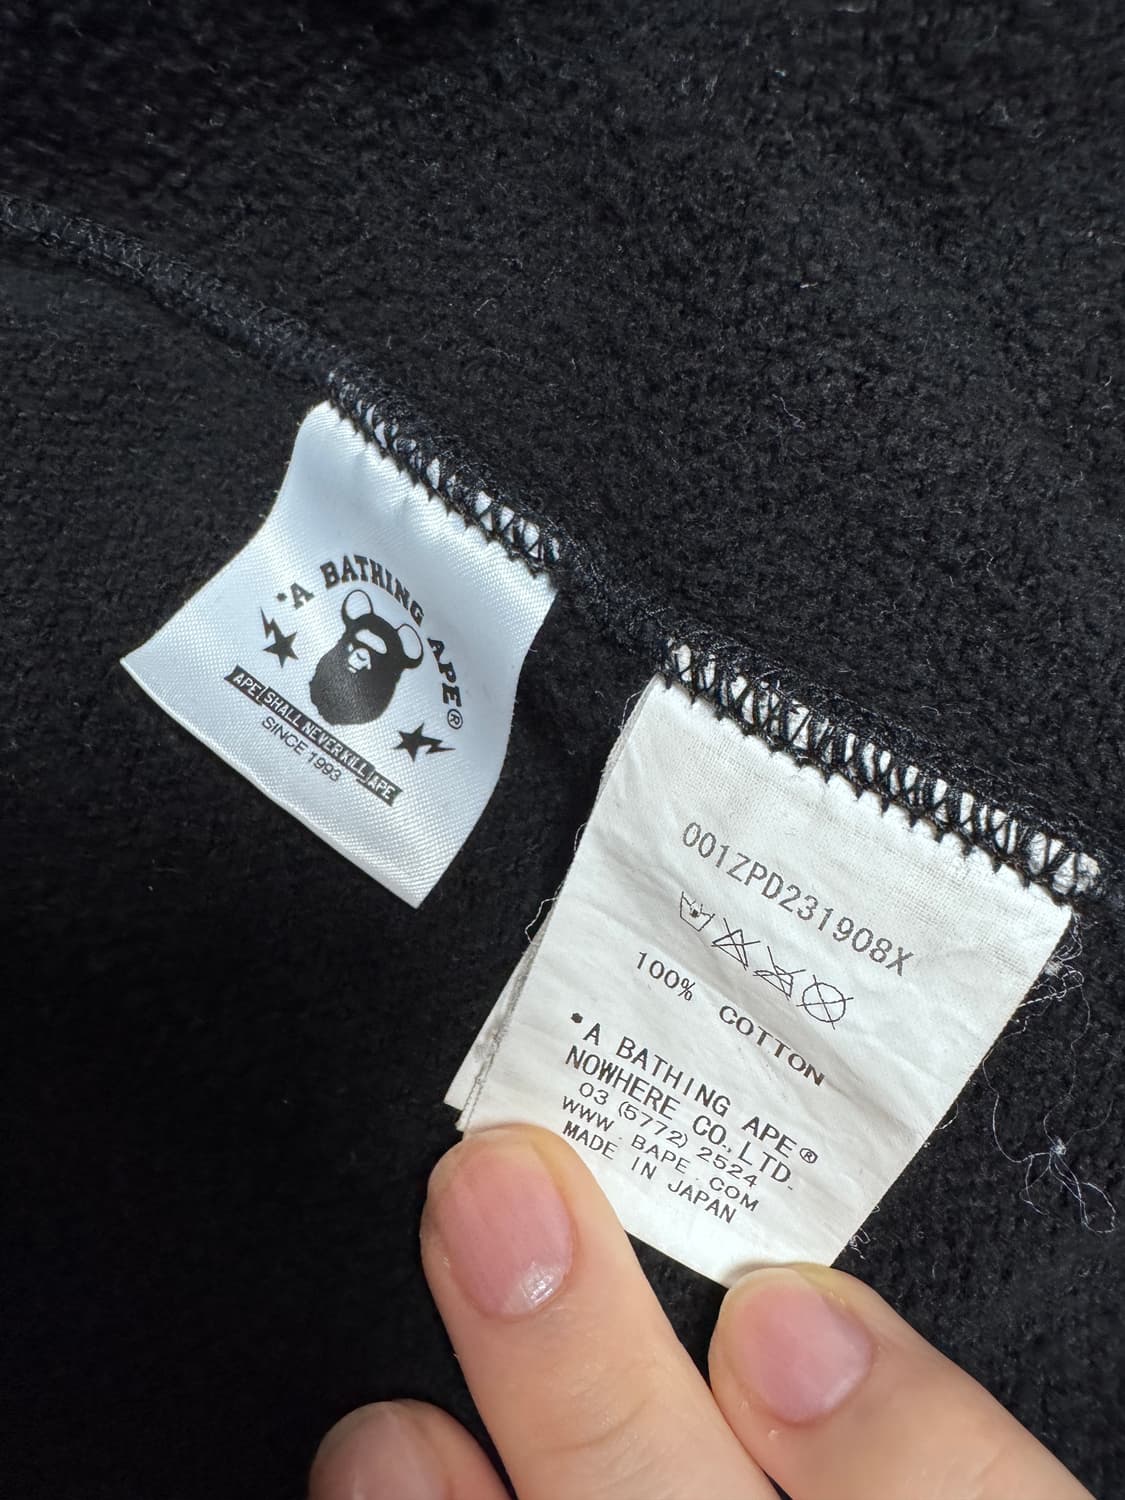 *A BATHING APE®
APE SHALL NEVER KILL APE
SINCE 1993
001ZPD231908X
100% COTTON
*A BATHING APE®
NOWHERE CO., LTD.
03 (5772) 2524
WWW.BAPE.COM
MADE IN JAPAN